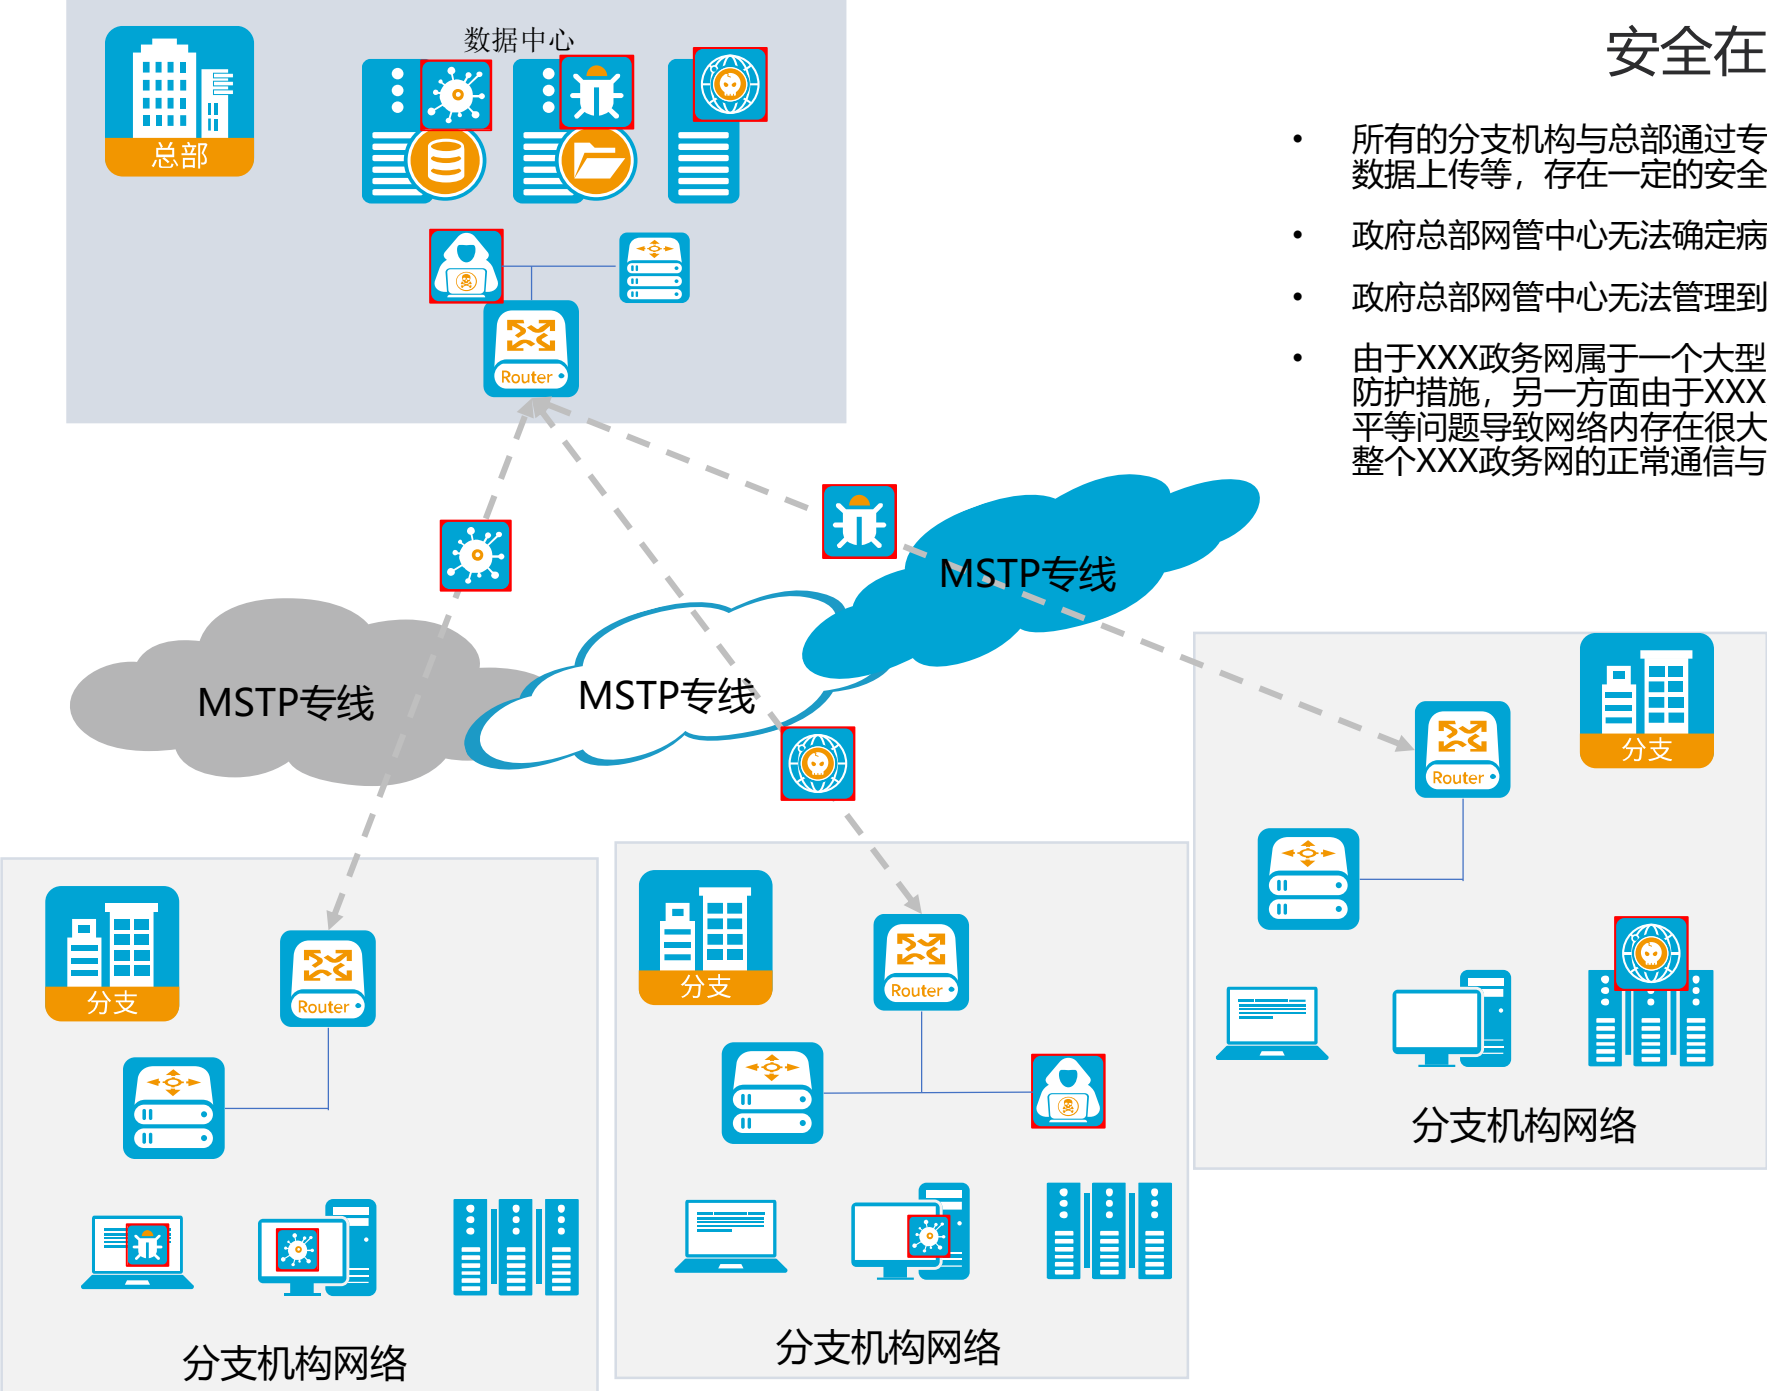 安全在
数据中心
总部
• 所有的分支机构与总部通过专
数据上传等，存在一定的安全
• 政府总部网管中心无法确定病
• 政府总部网管中心无法管理到
• 由于XXX政务网属于一个大型
防护措施，另一方面由于XXX
平等问题导致网络内存在很大
整个XXX政务网的正常通信与
Router
MSTP专线
MSTP专线
MSTP专线
分支
Router
分支机构网络
分支
Router
分支机构网络
分支
Router
分支机构网络